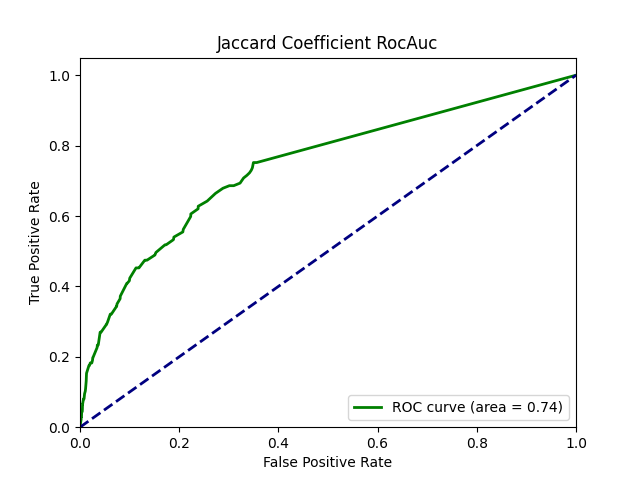 Jaccard Coefficient RocAuc
True Positive Rate
1.0
0.8
0.6
0.4
0.2
0.0
0.0 0.2 0.4 0.6 0.8 1.0
False Positive Rate
ROC curve (area = 0.74)